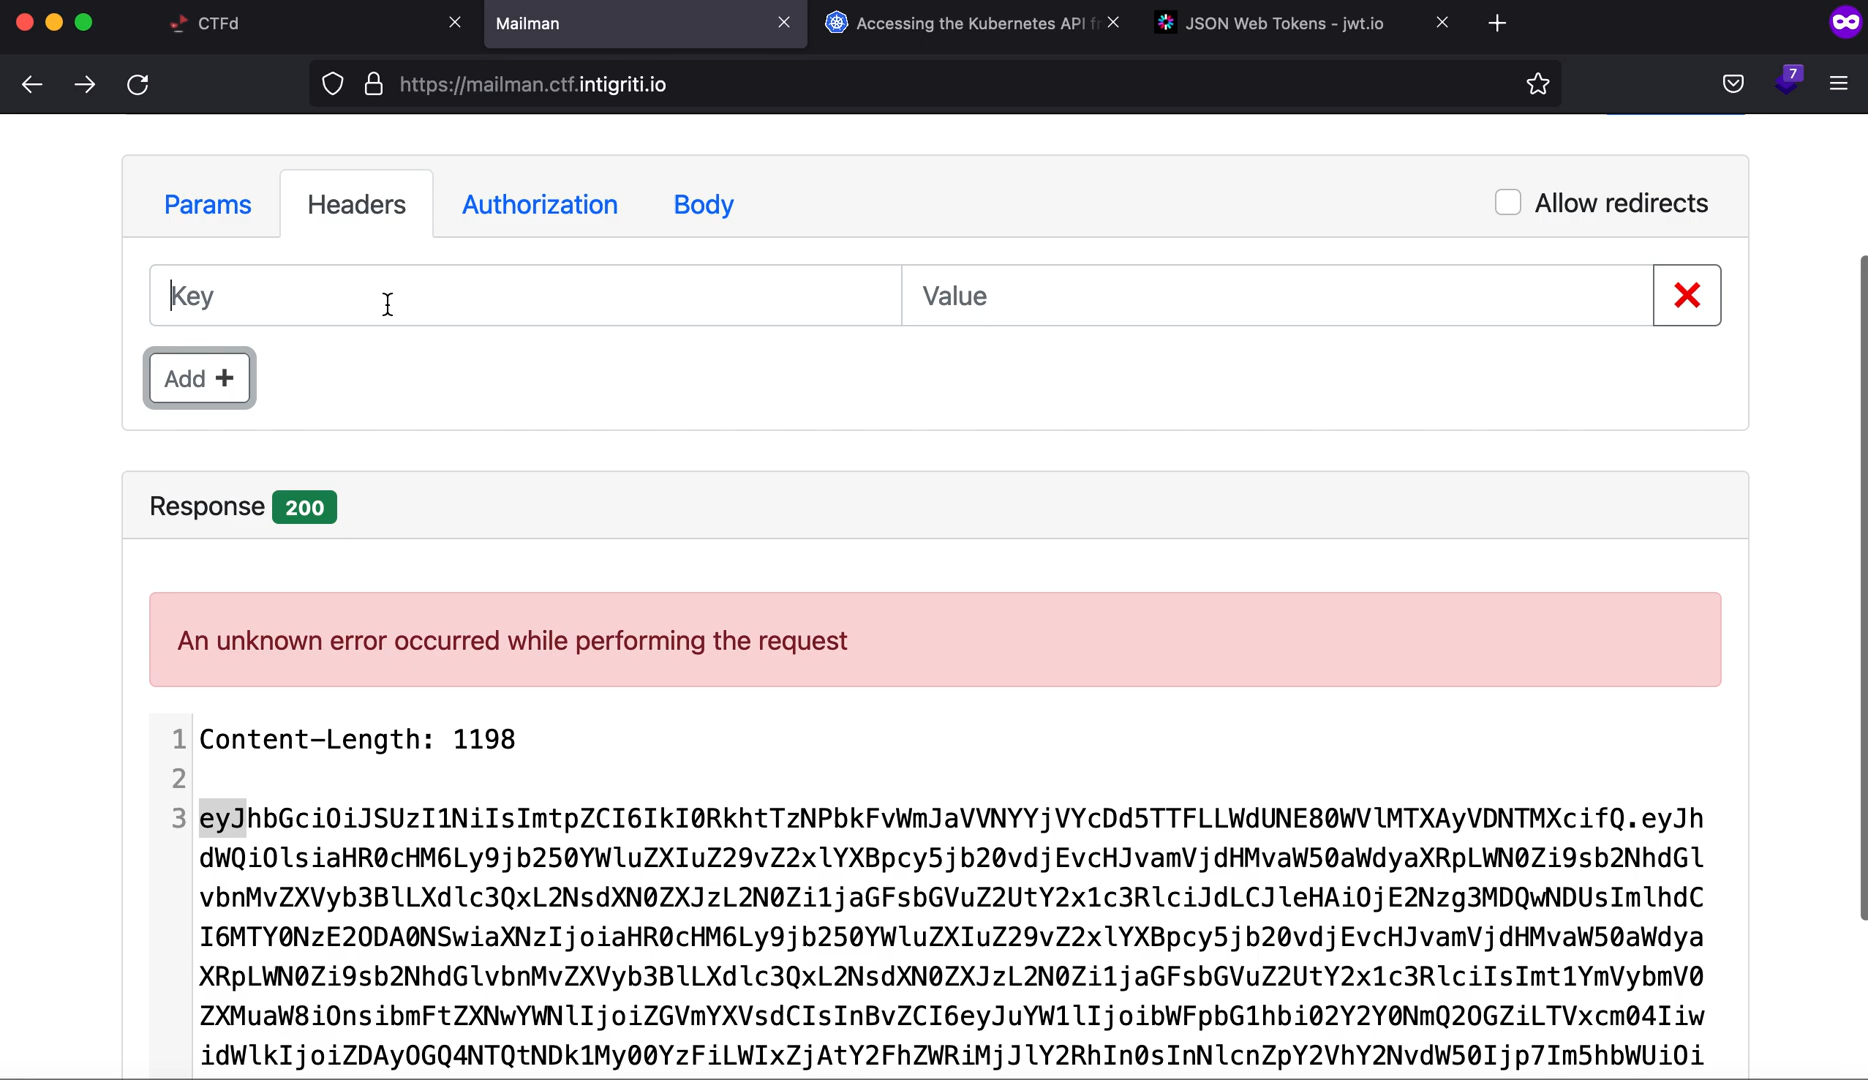 CTFd
Mailman
Accessing the Kubernetes API fr
JSON Web Tokens - jwt.io
https://mailman.ctf.intigriti.io
7
Params
Headers
Authorization
Body
Allow redirects
Key
Value
Add +
Response 200
An unknown error occurred while performing the request
1 Content-Length: 1198
2
3 eyJhbGciOiJSUzI1NiIsImtpZCI6IkI0RkhtTzNPbkFvWmJaVVNYYjVYcDd5TTFLLWdUNE80WVlMTXAyVDNTMXcifQ.eyJh
dWQiOlsiaHR0cHM6Ly9jb250YWluZXIuZ29vZ2xlYXBpcy5jb20vdjEvcHJvamVjdHMvaW50aWdyaXRpLWN0Zi9sb2NhdGl
vbnMvZXVyb3BlLXdlc3QxL2NsdXN0ZXJzL2N0Zi1jaGFsbGVuZ2UtY2x1c3RlciJdLCJleHAiOjE2Nzg3MDQwNDUsImlhdC
I6MTY0NzE2ODA0NSwiaXNzIjoiaHR0cHM6Ly9jb250YWluZXIuZ29vZ2xlYXBpcy5jb20vdjEvcHJvamVjdHMvaW50aWdya
XRpLWN0Zi9sb2NhdGlvbnMvZXVyb3BlLXdlc3QxL2NsdXN0ZXJzL2N0Zi1jaGFsbGVuZ2UtY2x1c3RlciIsImt1YmVybmV0
ZXMuaW8iOnsibmFtZXNwYWNlIjoiZGVmYXVsdCIsInBvZCI6eyJuYW1lIjoibWFpbG1hbi02Y2Y0NmQ2OGZiLTVxcm04Iiw
idWlkIjoiZDAyOGQ4NTQtNDk1My00YzFiLWIxZjAtY2FhZWRiMjJlY2RhIn0sInNlcnZpY2VhY2NvdW50Ijp7Im5hbWUiOi